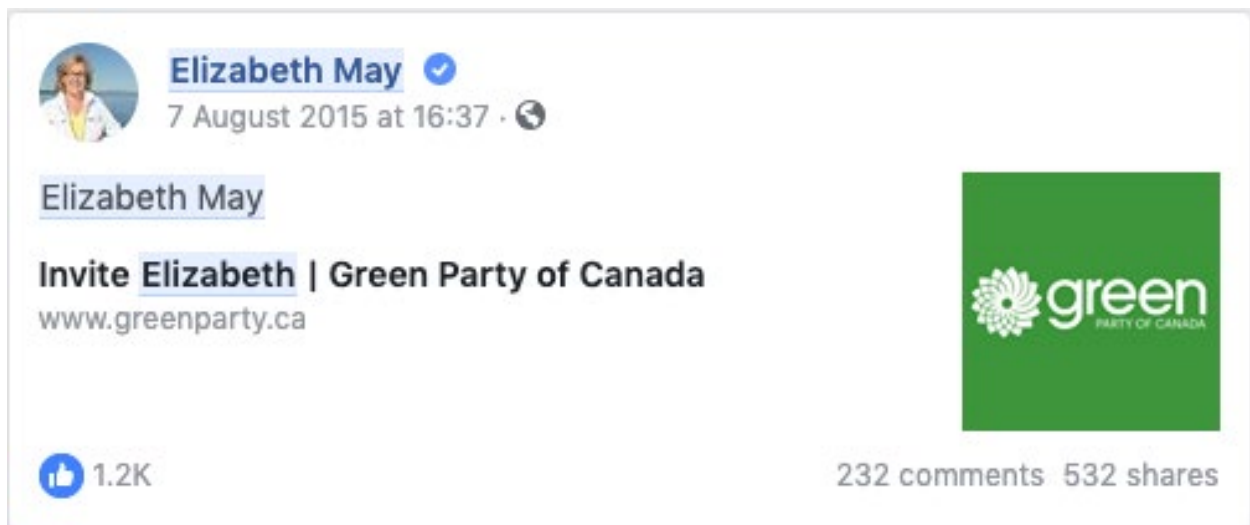 Elizabeth May
7 August 2015 at 16:37 ·
Elizabeth May
Invite Elizabeth | Green Party of Canada
www.greenparty.ca
green
PARTY OF CANADA
1.2K
232 comments 532 shares